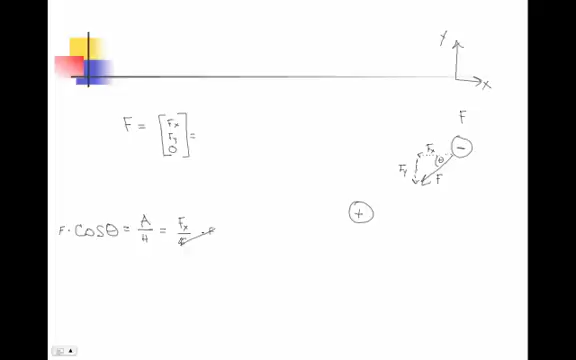 Y
X
F
F = [Fx Fy 0] =
Fx
θ
Fy
F
−
+
F · cosθ = A/H = Fx/F · F